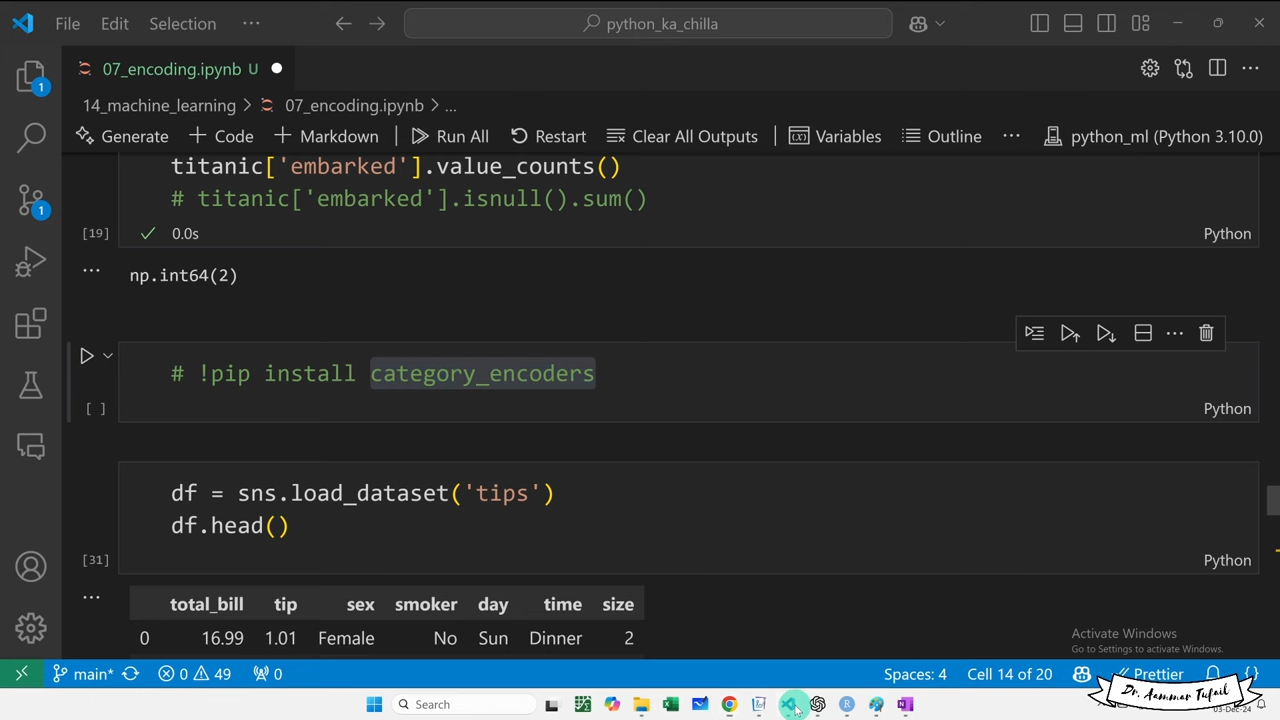 File Edit Selection ··· python_ka_chilla
07_encoding.ipynb U
14_machine_learning > 07_encoding.ipynb > ...
Generate + Code + Markdown Run All Restart Clear All Outputs Variables Outline ··· python_ml (Python 3.10.0)
titanic['embarked'].value_counts()
# titanic['embarked'].isnull().sum()
[19] 0.0s Python
np.int64(2)
# !pip install category_encoders
[ ] Python
df = sns.load_dataset('tips')
df.head()
[31] Python
total_bill tip sex smoker day time size
0 16.99 1.01 Female No Sun Dinner 2
Activate Windows
Go to Settings to activate Windows.
main* 0 49 0 Spaces: 4 Cell 14 of 20 Prettier
Search
Dr. Aammar Tufail
03-Dec-24